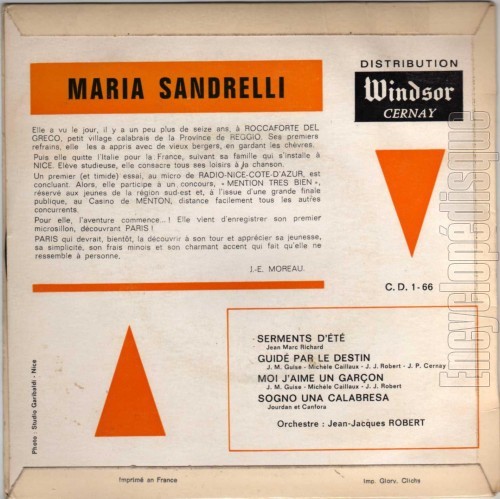 MARIA SANDRELLI
DISTRIBUTION
Windsor
CERNAY
Elle a vu le jour, il y a un peu plus de seize ans, à ROCCAFORTE DEL
GRECO, petit village calabrais de la Province de REGGIO. Ses premiers
refrains, elle les a appris avec de vieux bergers, en gardant les chèvres.
Puis elle quitte l'Italie pour la France, suivant sa famille qui s'installe à
NICE. Elève studieuse, elle consacre tous ses loisirs à la chanson.
Un premier (et timide) essai, au micro de RADIO-NICE-COTE-D'AZUR, est
concluant. Alors, elle participe à un concours, « MENTION TRES BIEN »,
réservé aux jeunes de la région sud-est et, à l'issue d'une grande finale
publique, au Casino de MENTON, distance facilement tous les autres
concurrents.
Pour elle, l'aventure commence...! Elle vient d'enregistrer son premier
microsillon, découvrant PARIS !
PARIS qui devrait, bientôt, la découvrir à son tour et apprécier sa jeunesse,
sa simplicité, son frais minois et son charmant accent qui fait qu'elle ne
ressemble à personne.
J.-E. MOREAU.
C. D. 1-66
SERMENTS D'ÉTÉ
Jean Marc Richard
GUIDÉ PAR LE DESTIN
J. M. Guise - Michèle Caillaux - J. J. Robert - J. P. Cernay
MOI J'AIME UN GARÇON
J. M. Guise - Michèle Caillaux - J. J. Robert
SOGNO UNA CALABRESA
Jourdan et Canfora
Orchestre : Jean-Jacques ROBERT
Photo : Studio Garibaldi - Nice
Imprimé en France
Imp. Glory, Clichy
© Encyclopédisque